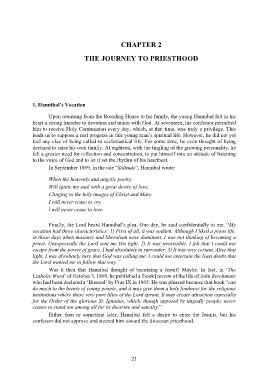 CHAPTER 2
THE JOURNEY TO PRIESTHOOD
1. Hannibal's Vocation
Upon returning from the Boarding House to his family, the young Hannibal felt in his
heart a strong impulse to devotion and union with God. At seventeen, his confessor permitted
him to receive Holy Communion every day, which, at that time, was truly a privilege. This
leads us to suppose a real progress in this young man's spiritual life. However, he did not yet
feel any clue of being called to ecclesiastical life. For some time, he even thought of being
destined to raise his own family. At eighteen, with the tingling of the growing personality, he
felt a greater need for reflection and concentration, to put himself into an attitude of listening
to the voice of God and to let it set the rhythm of his heartbeat.
In September 1869, in the ode "Solitude", Hannibal wrote:
When the heavenly and angelic poetry
Will ignite my soul with a great desire of love,
Clinging to the holy images of Christ and Mary
I will never cease to cry,
I will never cease to love.
Finally, the Lord heard Hannibal's plea. One day, he said confidentially to me, "My
vocation had three characteristics: 1) First of all, it was sudden. Although I liked a pious life,
in those days when masonry and liberalism were dominant, I was not thinking of becoming a
priest. Unexpectedly the Lord sent me His light. 2) It was irresistible. I felt that I could not
escape from the power of grace. I had absolutely to surrender. 3) It was very certain. After that
light, I was absolutely sure that God was calling me. I could not entertain the least doubt that
the Lord wanted me to follow that way."
Was it then that Hannibal thought of becoming a Jesuit? Maybe. In fact, in "The
Catholic Word" of October 3, 1869, he published a (book) review of the life of John Berchmans
who had been declared a 'Blessed' by Pius IX in 1865. He was pleased because that book "can
do much to the hearts of young people, and it may give them a holy fondness for the religious
institutions where these very pure lilies of the Lord sprout. It may create attraction especially
for the Order of the glorious St. Ignatius, which, though opposed by ungodly people, never
ceases to stand out among all for its doctrine and sanctity."
Either then or sometime later, Hannibal felt a desire to enter the Jesuits, but his
confessor did not approve and steered him toward the diocesan priesthood.
21